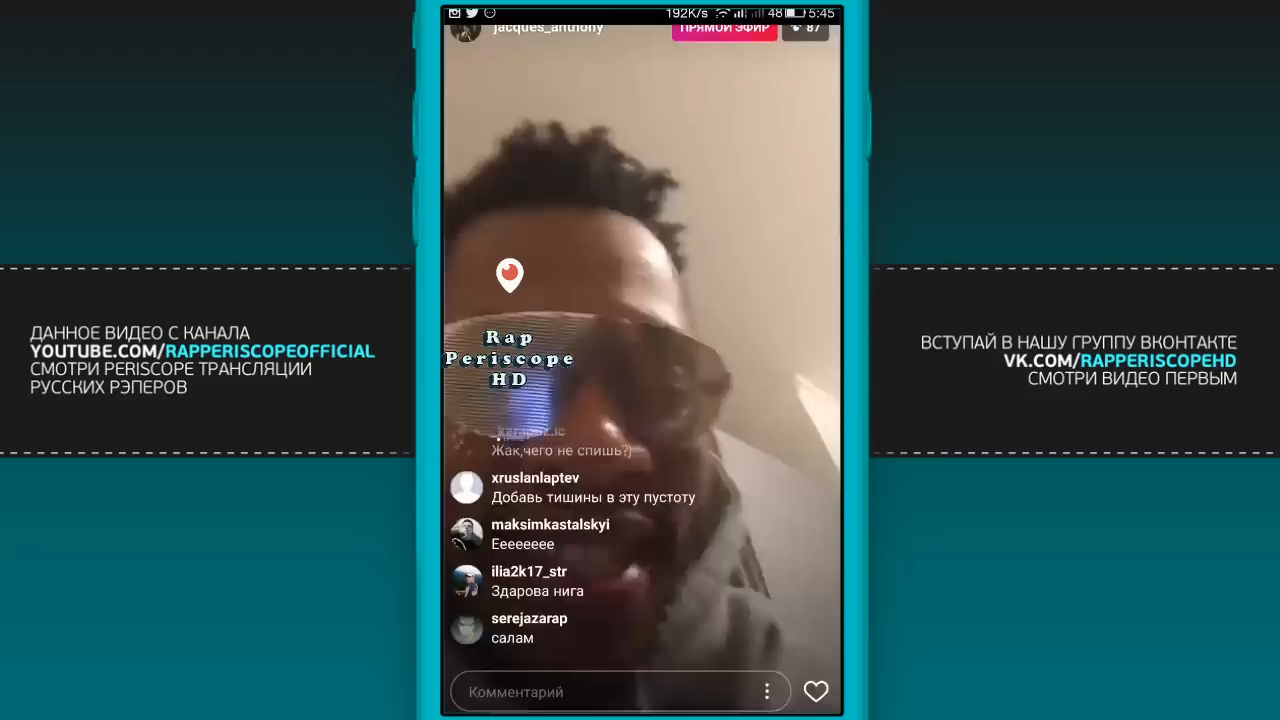 192K/s
48
5:45
jacques_anthony
ПРЯМОЙ ЭФИР
87
ДАННОЕ ВИДЕО С КАНАЛА
YOUTUBE.COM/RAPPERISCOPEOFFICIAL
СМОТРИ PERISCOPE ТРАНСЛЯЦИИ
РУССКИХ РЭПЕРОВ
Rap
Periscope
HD
Жак,чего не спишь?)
xruslanlaptev
Добавь тишины в эту пустоту
maksimkastalskyi
Еееееееe
ilia2k17_str
Здарова нига
serejazarap
салам
Комментарий
ВСТУПАЙ В НАШУ ГРУППУ ВКОНТАКТЕ
VK.COM/RAPPERISCOPEHD
СМОТРИ ВИДЕО ПЕРВЫМ